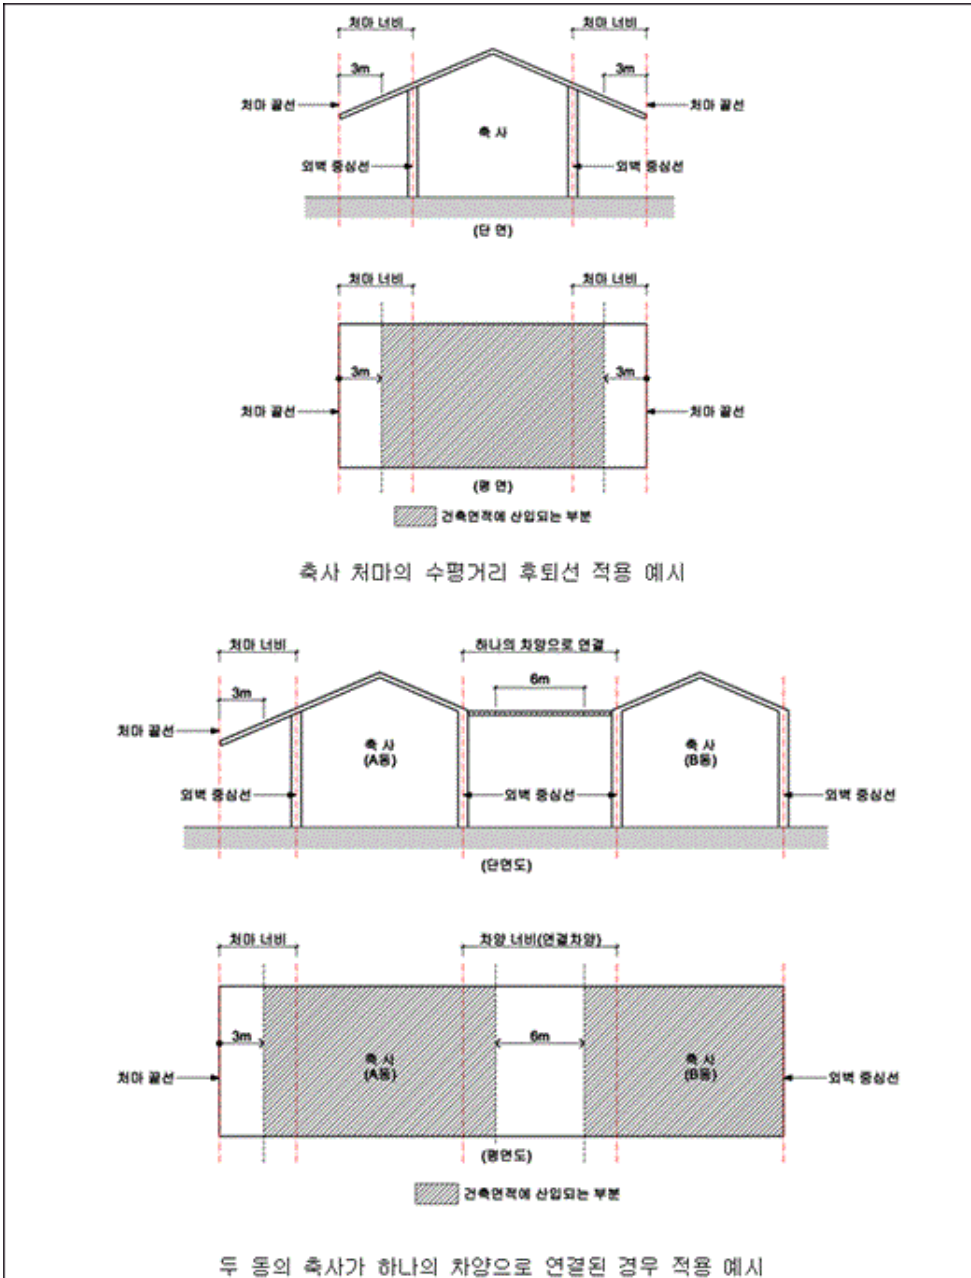 처마 너비 처마 너비
3m 3m
처마 끝선 처마 끝선
축 사
외벽 중심선 외벽 중심선
(단 면)
처마 너비 처마 너비
3m 3m
처마 끝선 처마 끝선
(평 면)
건축면적에 산입되는 부분
축사 처마의 수평거리 후퇴선 적용 예시
처마 너비 하나의 차양으로 연결
3m 6m
처마 끝선
축 사 축 사
(A동) (B동)
외벽 중심선 외벽 중심선 외벽 중심선
(단면도)
처마 너비 차양 너비(연결차양)
3m 6m
축 사 축 사
(A동) (B동)
처마 끝선 외벽 중심선
(평면도)
건축면적에 산입되는 부분
두 동의 축사가 하나의 차양으로 연결된 경우 적용 예시